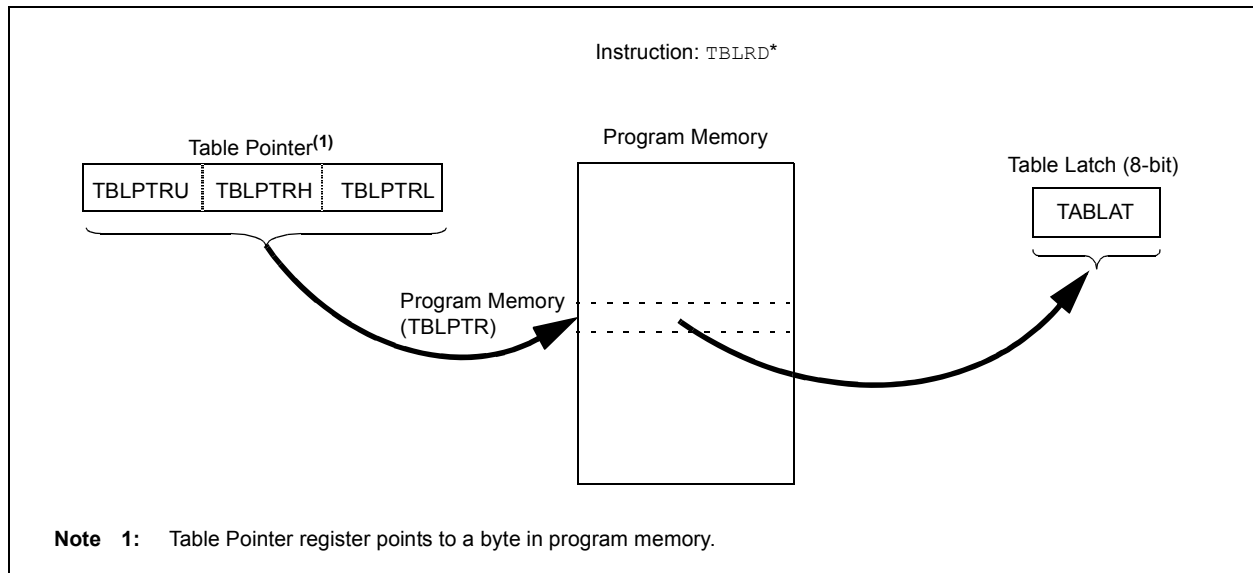 Instruction: TBLRD*
Table Pointer(1)
TBLPTRU TBLPTRH TBLPTRL
Program Memory
Table Latch (8-bit)
TABLAT
Program Memory
(TBLPTR)
Note 1: Table Pointer register points to a byte in program memory.